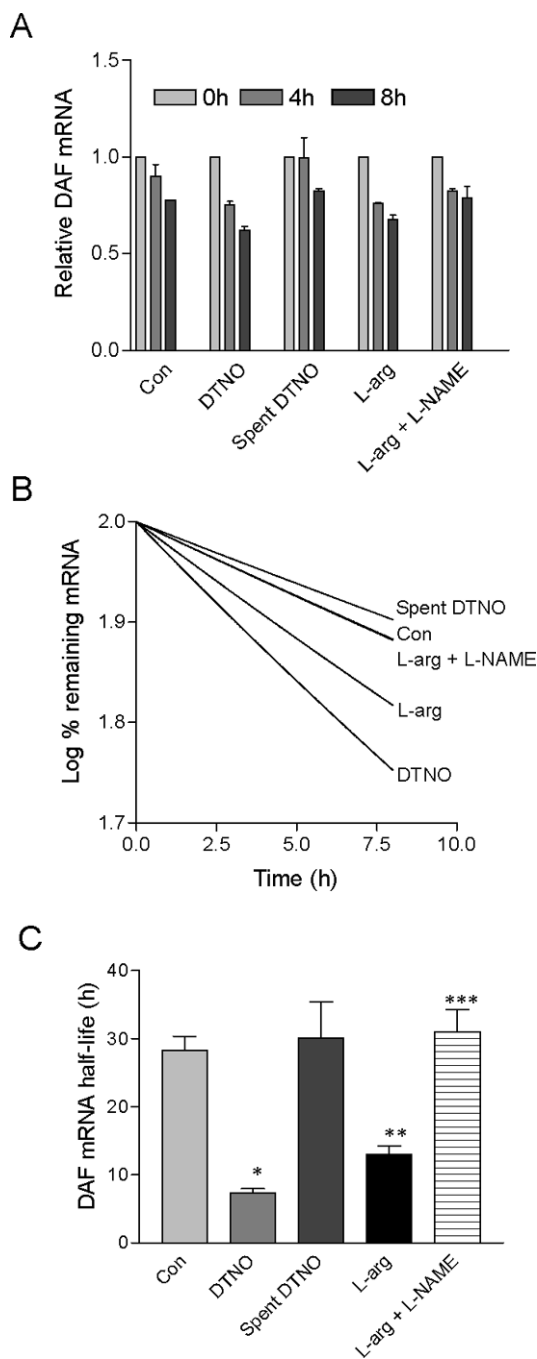 A
1.5
0h 4h 8h
1.0
0.5
0.0
Relative DAF mRNA
Con
DTNO
Spent DTNO
L-arg
L-arg + L-NAME
B
2.0
1.9
1.8
1.7
Log % remaining mRNA
Spent DTNO
Con
L-arg + L-NAME
L-arg
DTNO
0.0 2.5 5.0 7.5 10.0
Time (h)
C
40
30
20
10
0
DAF mRNA half-life (h)
*
**
***
Con
DTNO
Spent DTNO
L-arg
L-arg + L-NAME